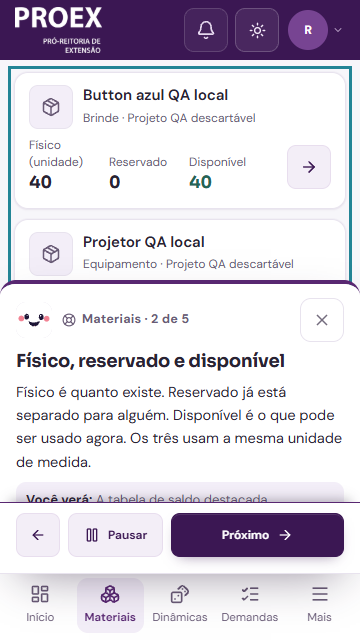 PROEX
PRÓ-REITORIA DE
EXTENSÃO
R
Button azul QA local
Brinde · Projeto QA descartável
Físico
(unidade)
40
Reservado
0
Disponível
40
Projetor QA local
Equipamento · Projeto QA descartável
Materiais · 2 de 5
Físico, reservado e disponível
Físico é quanto existe. Reservado já está
separado para alguém. Disponível é o que pode
ser usado agora. Os três usam a mesma unidade
de medida.
Você verá: A tabela de saldo destacada
Pausar
Próximo
Início
Materiais
Dinâmicas
Demandas
Mais